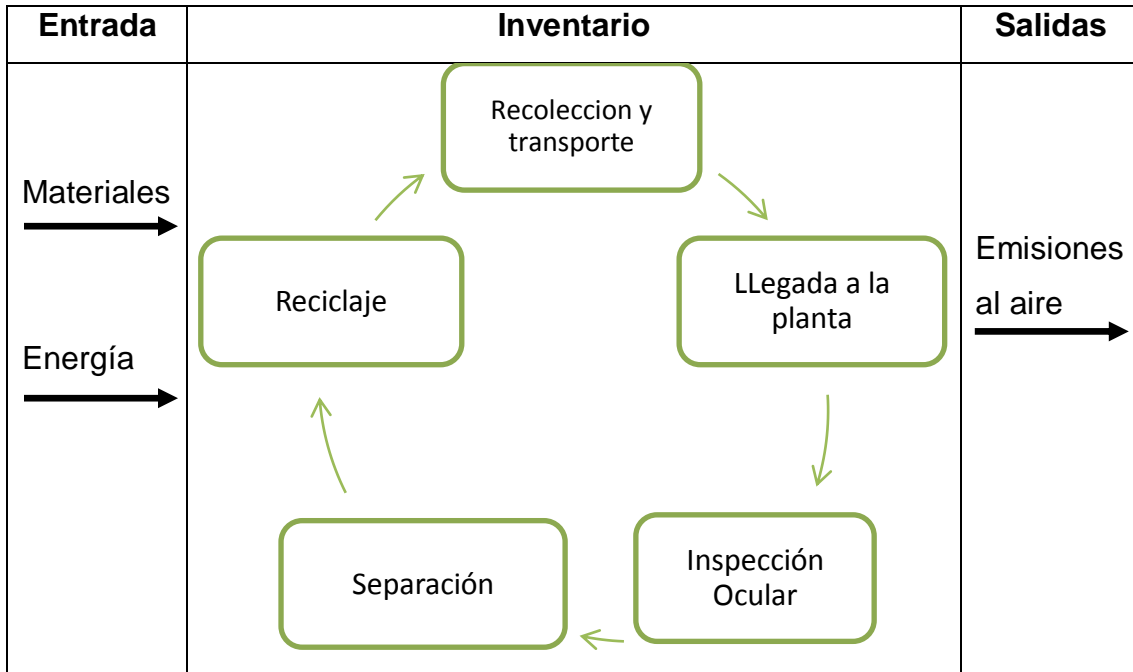 Entrada
Inventario
Salidas
Materiales
Energía
Recoleccion y
transporte
LLegada a la
planta
Inspección
Ocular
Separación
Reciclaje
Emisiones
al aire